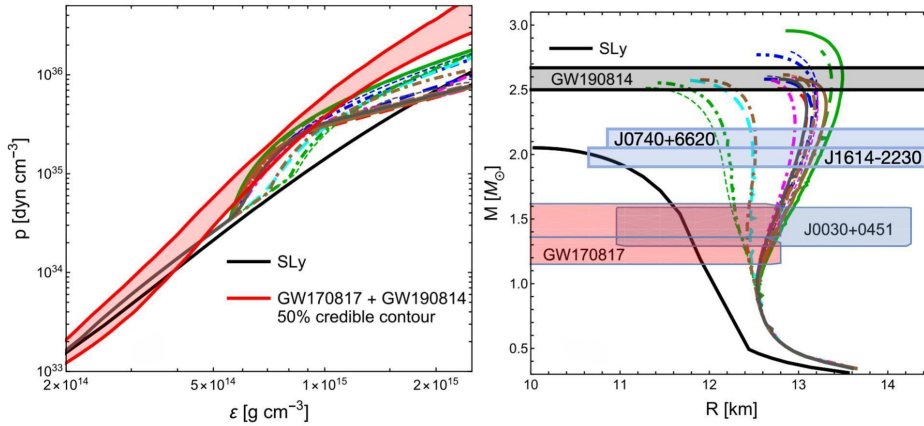 p [dyn cm⁻³]
10³⁶
10³⁵
10³⁴
10³³
SLy
GW170817 + GW190814
50% credible contour
2×10¹⁴
5×10¹⁴
1×10¹⁵
2×10¹⁵
ε [g cm⁻³]
M [M⊙]
3.0
2.5
2.0
1.5
1.0
0.5
SLy
GW190814
J0740+6620
J1614-2230
J0030+0451
GW170817
10
11
12
13
14
R [km]